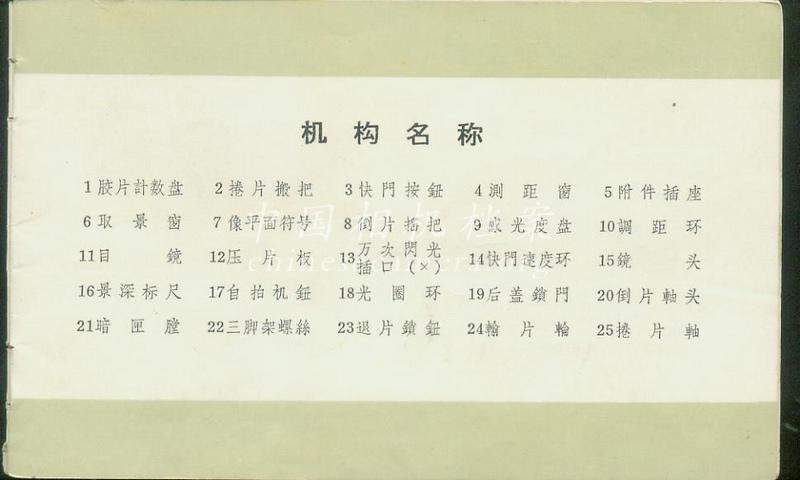 机构名称
1胶片計数盘 2捲片搬把 3快門按鈕 4測距窗 5附件插座
6取景窗 7像平面符号 8倒片搖把 9感光度盘 10調距环
11目鏡 12压片板 13万次閃光插口(×) 14快門速度环 15鏡头
16景深标尺 17自拍机鈕 18光圈环 19后盖鎖門 20倒片軸头
21暗匣膛 22三脚架螺絲 23退片鎖鈕 24輸片輪 25捲片軸
中国相机档案